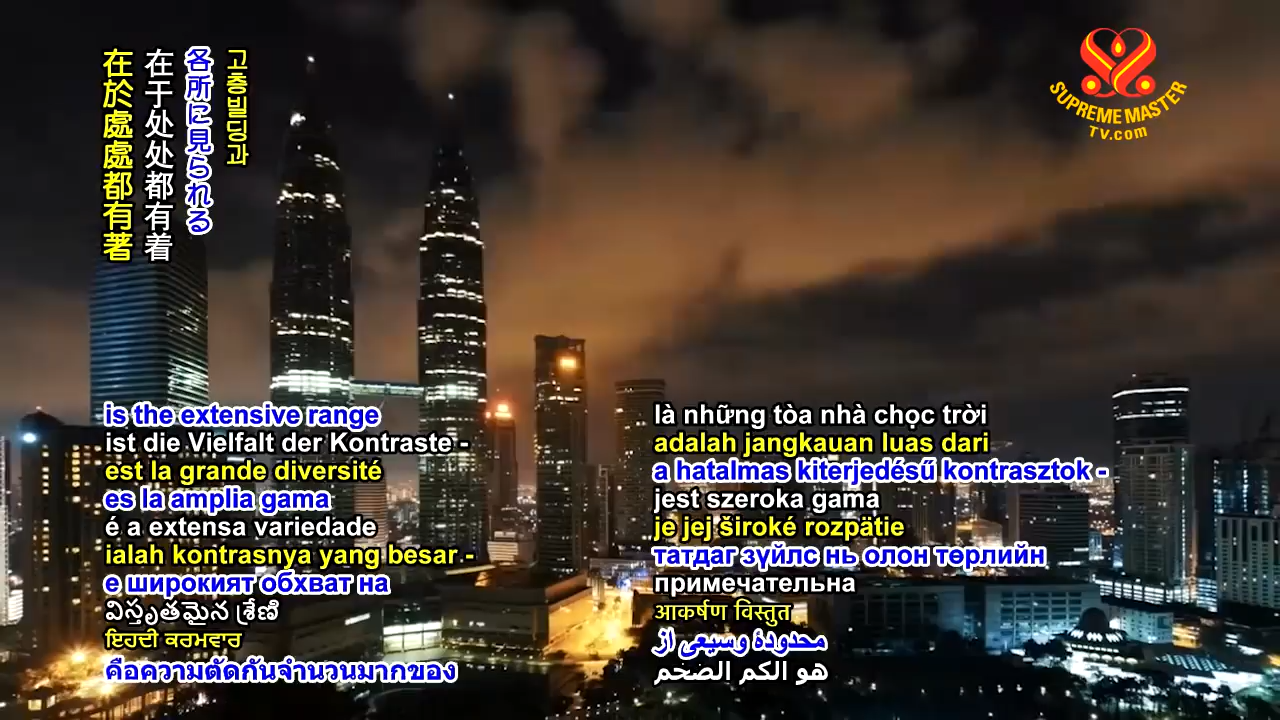 在於處處都有著
在于处处都有着
各所に見られる
고층빌딩과
SUPREME MASTER
TV.com
is the extensive range
ist die Vielfalt der Kontraste -
est la grande diversité
es la amplia gama
é a extensa variedade
ialah kontrasnya yang besar -
е широкият обхват на
విస్తృతమైన శ్రేణి
ਇਹਦੀ ਕਰਮਵਾਰ
คือความตัดกันจำนวนมากของ
là những tòa nhà chọc trời
adalah jangkauan luas dari
a hatalmas kiterjedésű kontrasztok -
jest szeroka gama
je jej široké rozpätie
татдаг зүйлс нь олон төрлийн
примечательна
आकर्षण विस्तुत
محدودهٔ وسیعی از
هو الكم الضخم